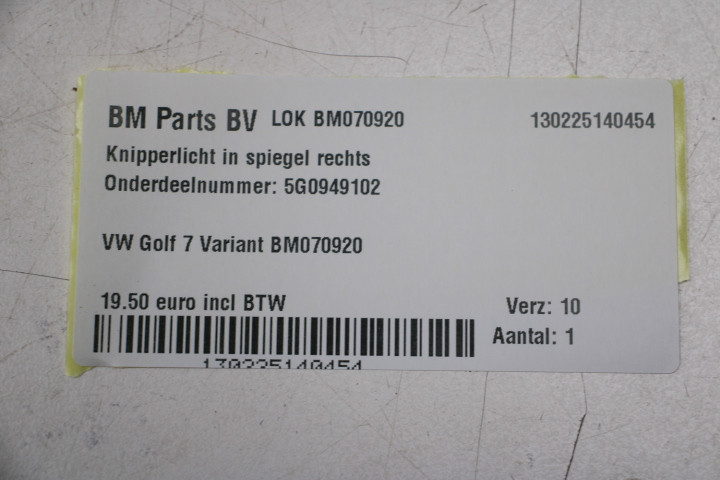 BM Parts BV LOK BM070920 130225140454
Knipperlicht in spiegel rechts
Onderdeelnummer: 5G0949102
VW Golf 7 Variant BM070920
19.50 euro incl BTW
Verz: 10
Aantal: 1
130225140454